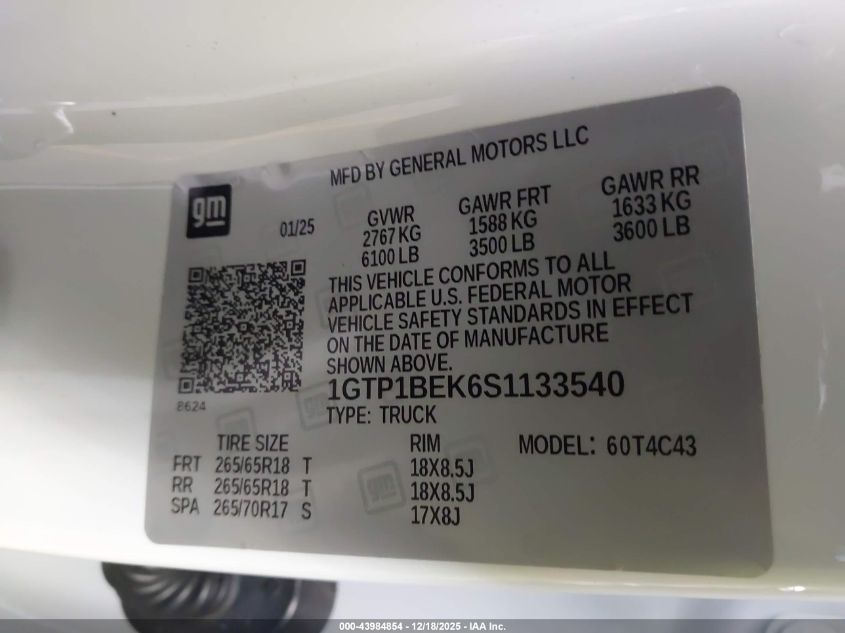 MFD BY GENERAL MOTORS LLC
gm
01/25
GVWR
2767 KG
6100 LB
GAWR FRT
1588 KG
3500 LB
GAWR RR
1633 KG
3600 LB
THIS VEHICLE CONFORMS TO ALL
APPLICABLE U.S. FEDERAL MOTOR
VEHICLE SAFETY STANDARDS IN EFFECT
ON THE DATE OF MANUFACTURE
SHOWN ABOVE.
8624
1GTP1BEK6S1133540
TYPE: TRUCK
TIRE SIZE RIM MODEL: 60T4C43
FRT 265/65R18 T 18X8.5J
RR 265/65R18 T 18X8.5J
SPA 265/70R17 S 17X8J
000-43984854 - 12/18/2025 - IAA Inc.